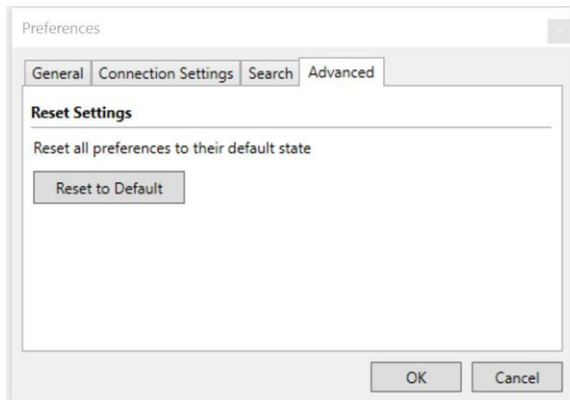 Preferences
General Connection Settings Search Advanced
Reset Settings
Reset all preferences to their default state
Reset to Default
OK Cancel